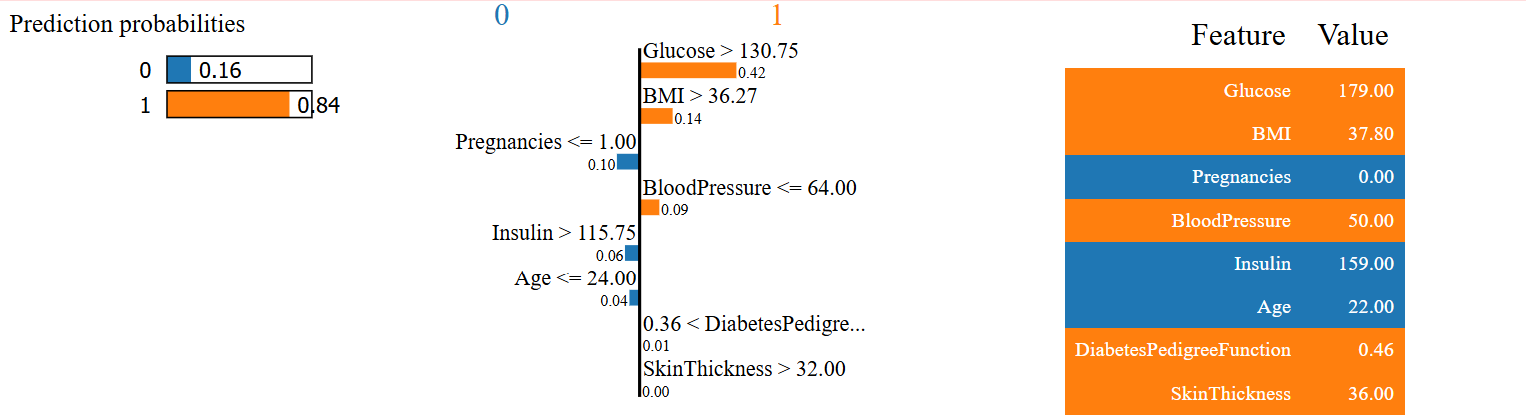 Prediction probabilities
0 0.16
1 0.84
0 1
Glucose > 130.75
0.42
BMI > 36.27
0.14
Pregnancies <= 1.00
0.10
BloodPressure <= 64.00
0.09
Insulin > 115.75
0.06
Age <= 24.00
0.04
0.36 < DiabetesPedigre...
0.01
SkinThickness > 32.00
0.00
Feature Value
Glucose 179.00
BMI 37.80
Pregnancies 0.00
BloodPressure 50.00
Insulin 159.00
Age 22.00
DiabetesPedigreeFunction 0.46
SkinThickness 36.00